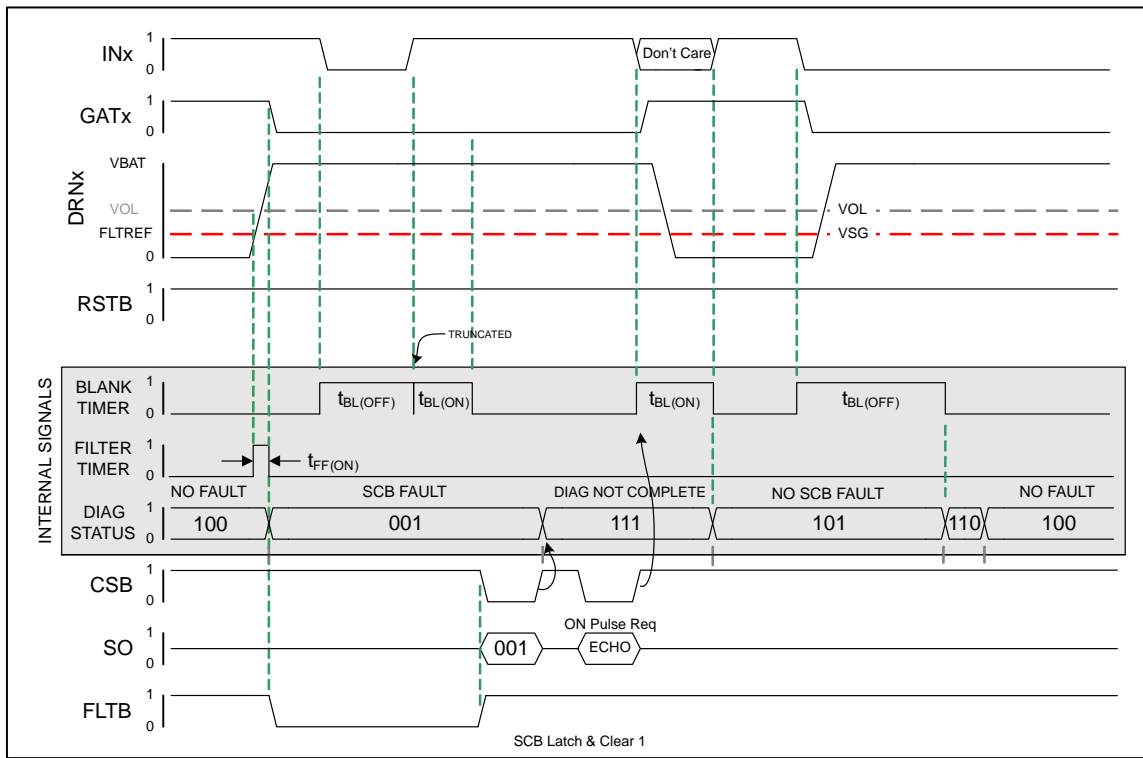 INx
1
0
Don't Care
GATx
1
0
DRNx
VBAT
VOL
VOL
FLTREF
VSG
0
RSTB
1
0
TRUNCATED
INTERNAL SIGNALS
BLANK TIMER
1
0
tBL(OFF)
tBL(ON)
tBL(ON)
tBL(OFF)
FILTER TIMER
1
0
tFF(ON)
NO FAULT
SCB FAULT
DIAG NOT COMPLETE
NO SCB FAULT
NO FAULT
DIAG STATUS
1
0
100
001
111
101
110
100
CSB
1
0
ON Pulse Req
SO
1
0
001
ECHO
FLTB
1
0
SCB Latch & Clear 1